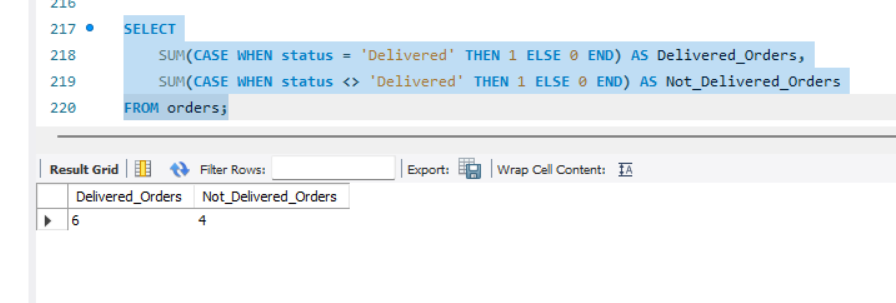 216
217 SELECT
218 SUM(CASE WHEN status = 'Delivered' THEN 1 ELSE 0 END) AS Delivered_Orders,
219 SUM(CASE WHEN status <> 'Delivered' THEN 1 ELSE 0 END) AS Not_Delivered_Orders
220 FROM orders;
Result Grid Filter Rows: Export: Wrap Cell Content: IA
Delivered_Orders Not_Delivered_Orders
6 4